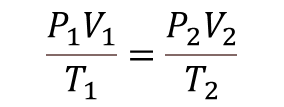 P₁V₁/T₁ = P₂V₂/T₂